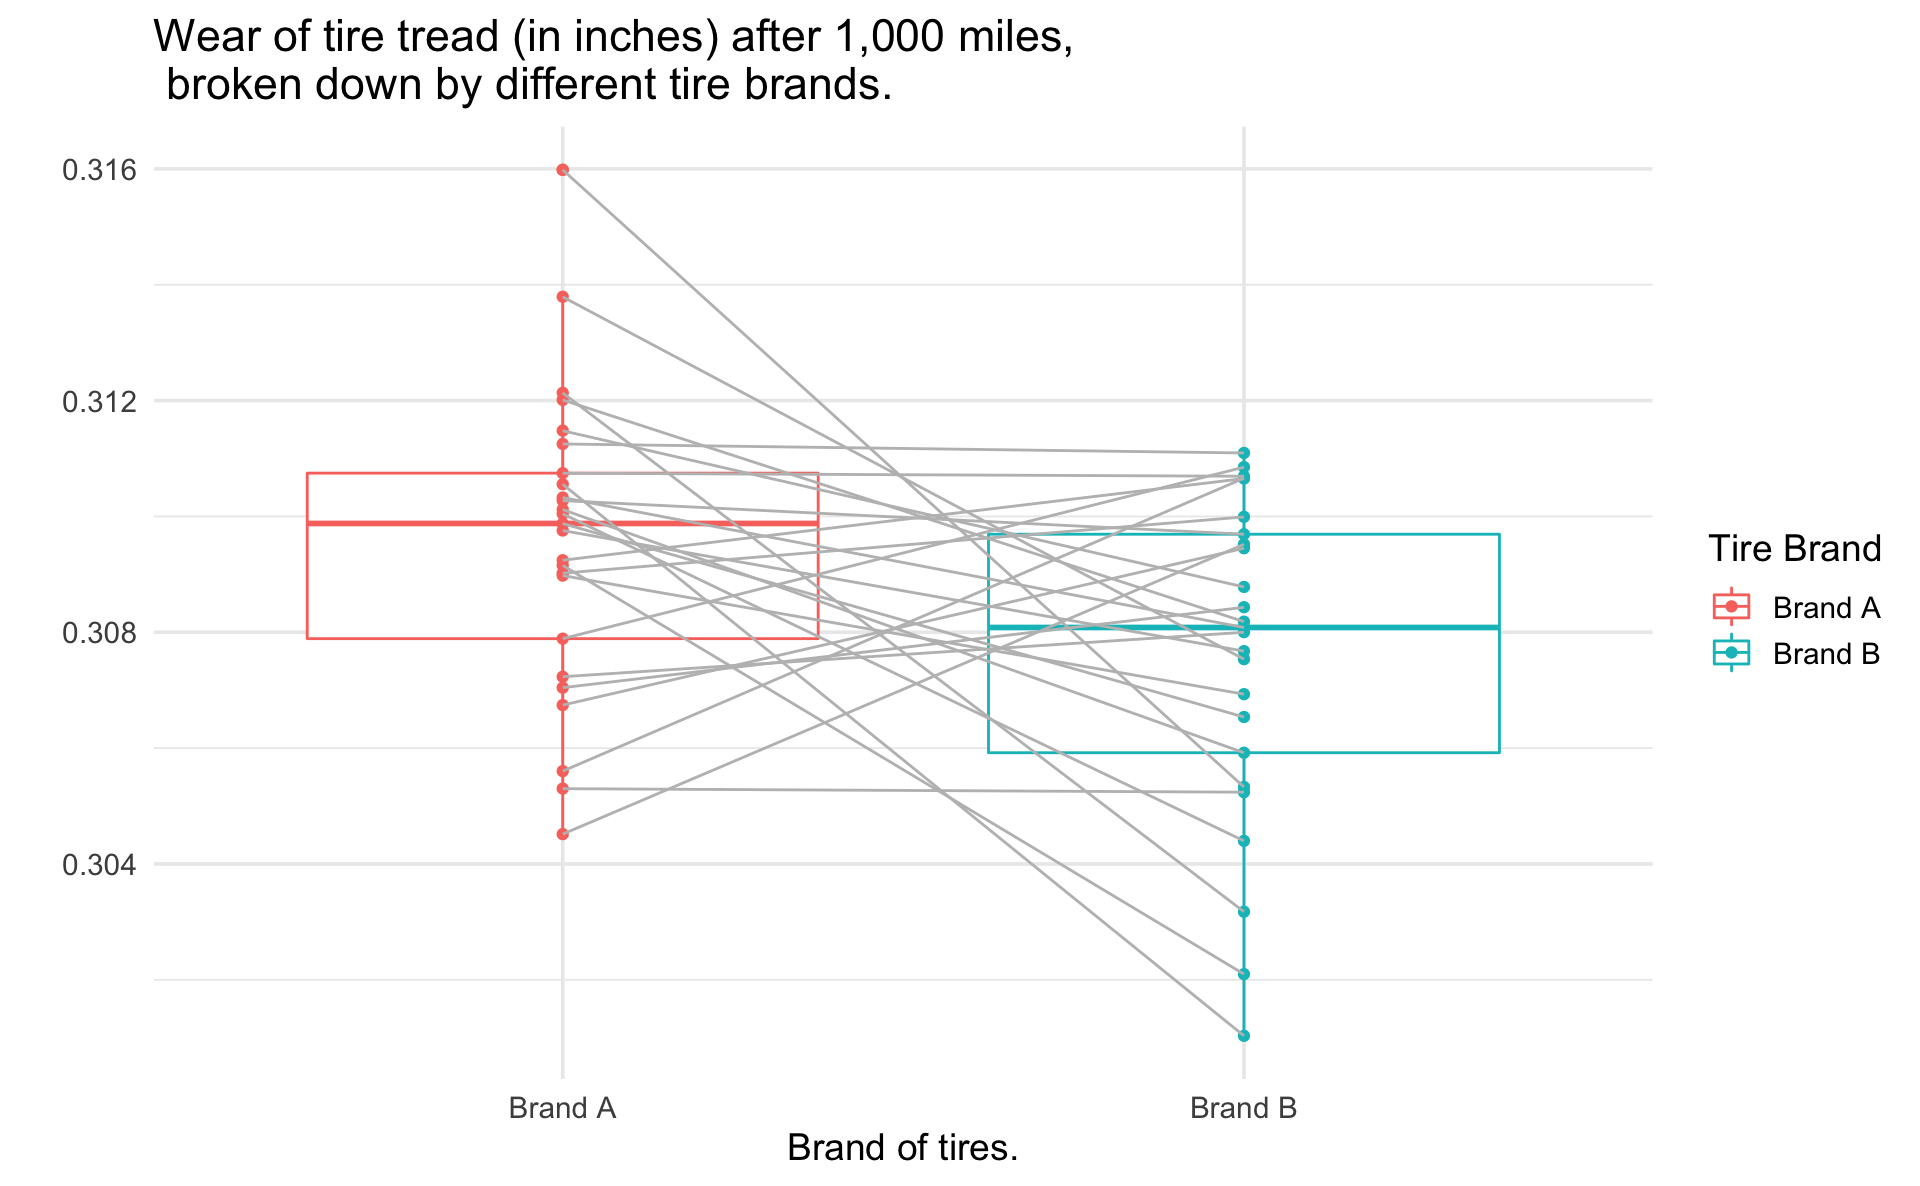 Wear of tire tread (in inches) after 1,000 miles,
broken down by different tire brands.
0.316
0.312
0.308
0.304
Brand A
Brand B
Brand of tires.
Tire Brand
Brand A
Brand B